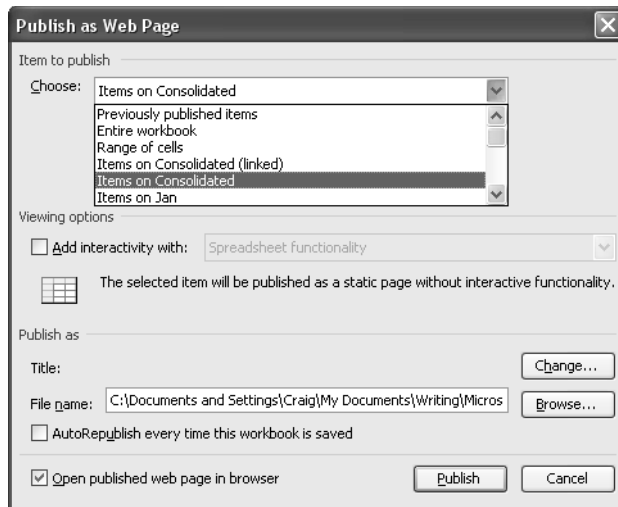 Publish as Web Page
Item to publish
Choose: Items on Consolidated
Previously published items
Entire workbook
Range of cells
Items on Consolidated (linked)
Items on Consolidated
Items on Jan
Viewing options
Add interactivity with: Spreadsheet functionality
The selected item will be published as a static page without interactive functionality.
Publish as
Title: Change...
File name: C:\Documents and Settings\Craig\My Documents\Writing\Micros Browse...
AutoRepublish every time this workbook is saved
Open published web page in browser Publish Cancel